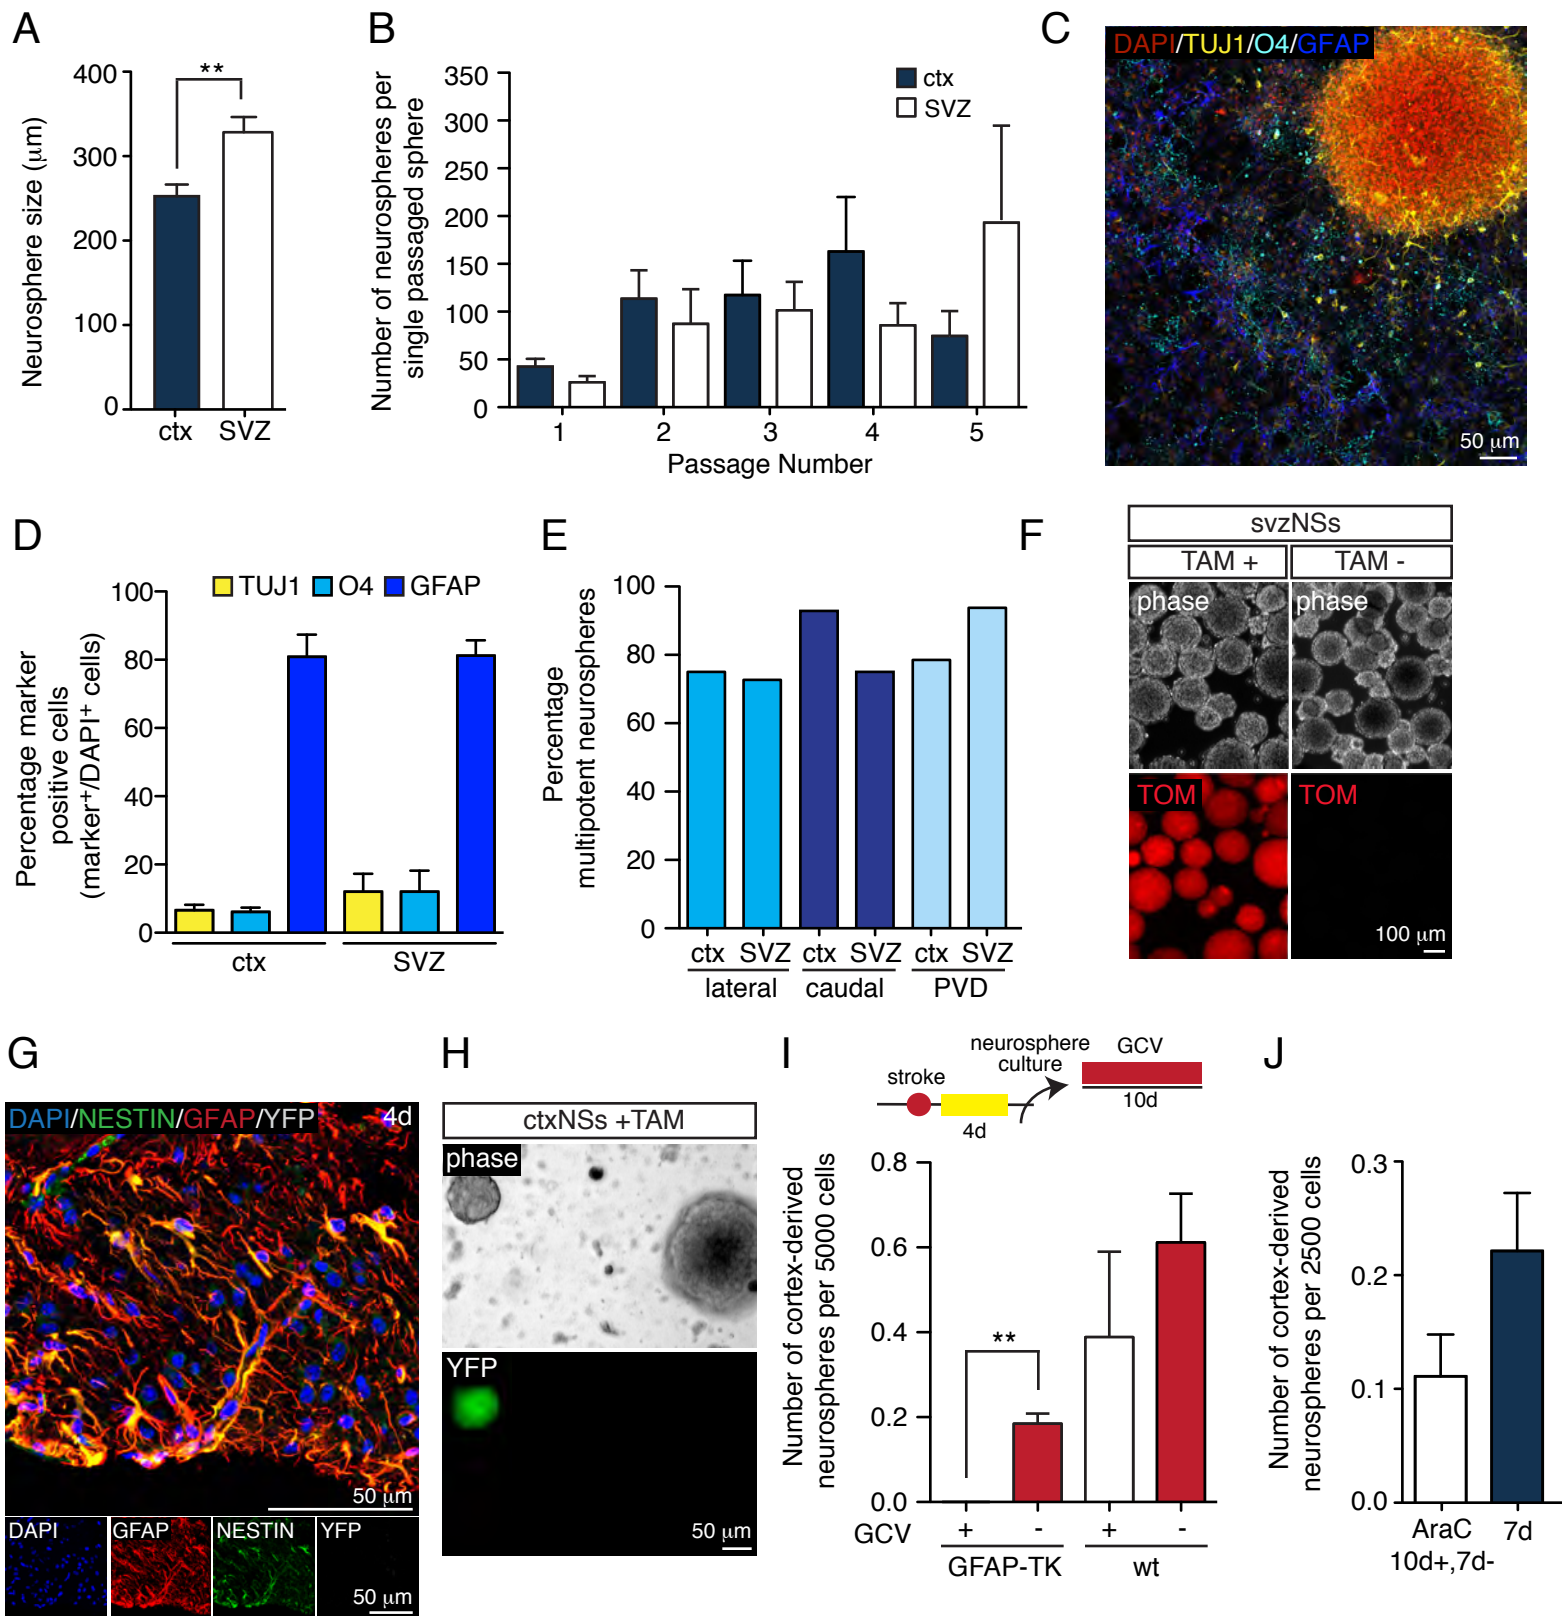 A
Neurosphere size (μm)
400
300
200
100
0
**
ctx SVZ
B
Number of neurospheres per
single passaged sphere
350
300
250
200
150
100
50
0
ctx
SVZ
1 2 3 4 5
Passage Number
C
DAPI/TUJ1/O4/GFAP
50 μm
D
Percentage marker
positive cells
(marker⁺/DAPI⁺ cells)
100
80
60
40
20
0
TUJ1 O4 GFAP
ctx SVZ
E
Percentage
multipotent neurospheres
100
80
60
40
20
0
ctx SVZ ctx SVZ ctx SVZ
lateral caudal PVD
F
svzNSs
TAM + TAM -
phase phase
TOM TOM
100 μm
G
DAPI/NESTIN/GFAP/YFP 4d
50 μm
DAPI GFAP NESTIN YFP
50 μm
H
ctxNSs +TAM
phase
YFP
50 μm
I
stroke
4d
neurosphere
culture
GCV
10d
Number of cortex-derived
neurospheres per 5000 cells
0.8
0.6
0.4
0.2
0.0
**
GCV + - + -
GFAP-TK wt
J
Number of cortex-derived
neurospheres per 2500 cells
0.3
0.2
0.1
0.0
AraC 7d
10d+,7d-